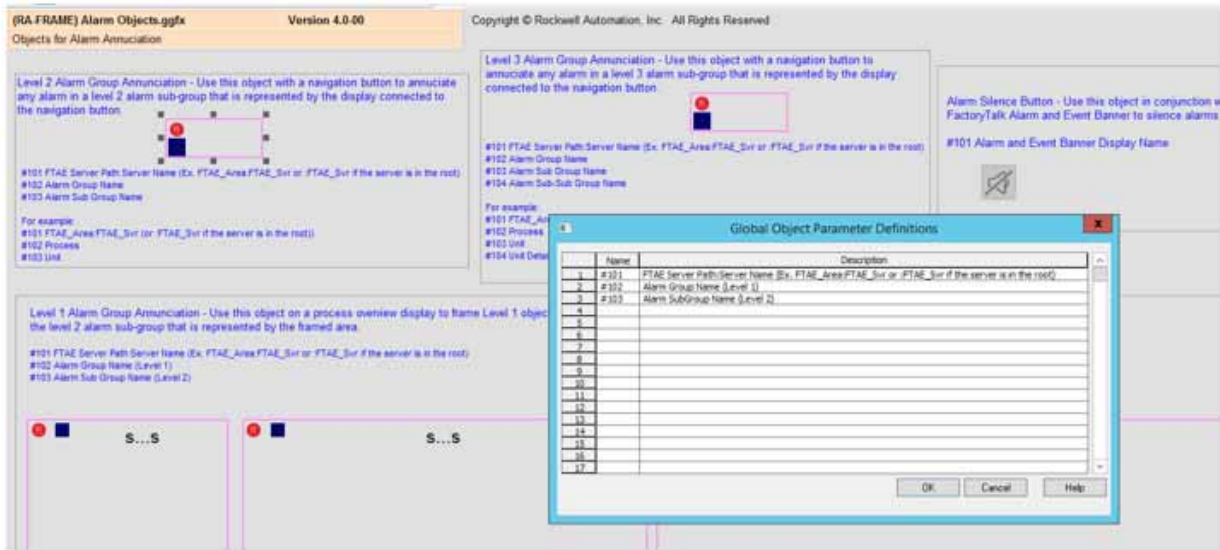 (RA-FRAME) Alarm Objects.ggfx Version 4.0-00 Copyright © Rockwell Automation, Inc. All Rights Reserved
Objects for Alarm Annuciation
Level 2 Alarm Group Annunciation - Use this object with a navigation button to annuciate
any alarm in a level 2 alarm sub-group that is represented by the display connected to
the navigation button.
#101 FTAE Server Path:Server Name (Ex. FTAE_Area:FTAE_Svr or :FTAE_Svr if the server is in the root)
#102 Alarm Group Name
#103 Alarm Sub Group Name
For example:
#101 FTAE_Area:FTAE_Svr (or :FTAE_Svr if the server is in the root))
#102 Process
#103 Unit
Level 3 Alarm Group Annunciation - Use this object with a navigation button to
annuciate any alarm in a level 3 alarm sub-group that is represented by the display
connected to the navigation button.
#101 FTAE Server Path:Server Name (Ex. FTAE_Area:FTAE_Svr or :FTAE_Svr if the server is in the root)
#102 Alarm Group Name
#103 Alarm Sub Group Name
#104 Alarm Sub-Sub Group Name
For example:
#101 FTAE_Ar
#102 Process
#103 Unit
#104 Unit Detai
Alarm Silence Button - Use this object in conjunction w
FactoryTalk Alarm and Event Banner to silence alarms
#101 Alarm and Event Banner Display Name
Level 1 Alarm Group Annunciation - Use this object on a process overview display to frame Level 1 objec
the level 2 alarm sub-group that is represented by the framed area.
#101 FTAE Server Path:Server Name (Ex. FTAE_Area:FTAE_Svr or :FTAE_Svr if the server is in the root)
#102 Alarm Group Name (Level 1)
#103 Alarm Sub Group Name (Level 2)
S...S
S...S
Global Object Parameter Definitions
x
Name Description
1 #101 FTAE Server Path:Server Name (Ex. FTAE_Area:FTAE_Svr or :FTAE_Svr if the server is in the root)
2 #102 Alarm Group Name (Level 1)
3 #103 Alarm SubGroup Name (Level 2)
4
5
6
7
8
9
10
11
12
13
14
15
16
17
OK Cancel Help